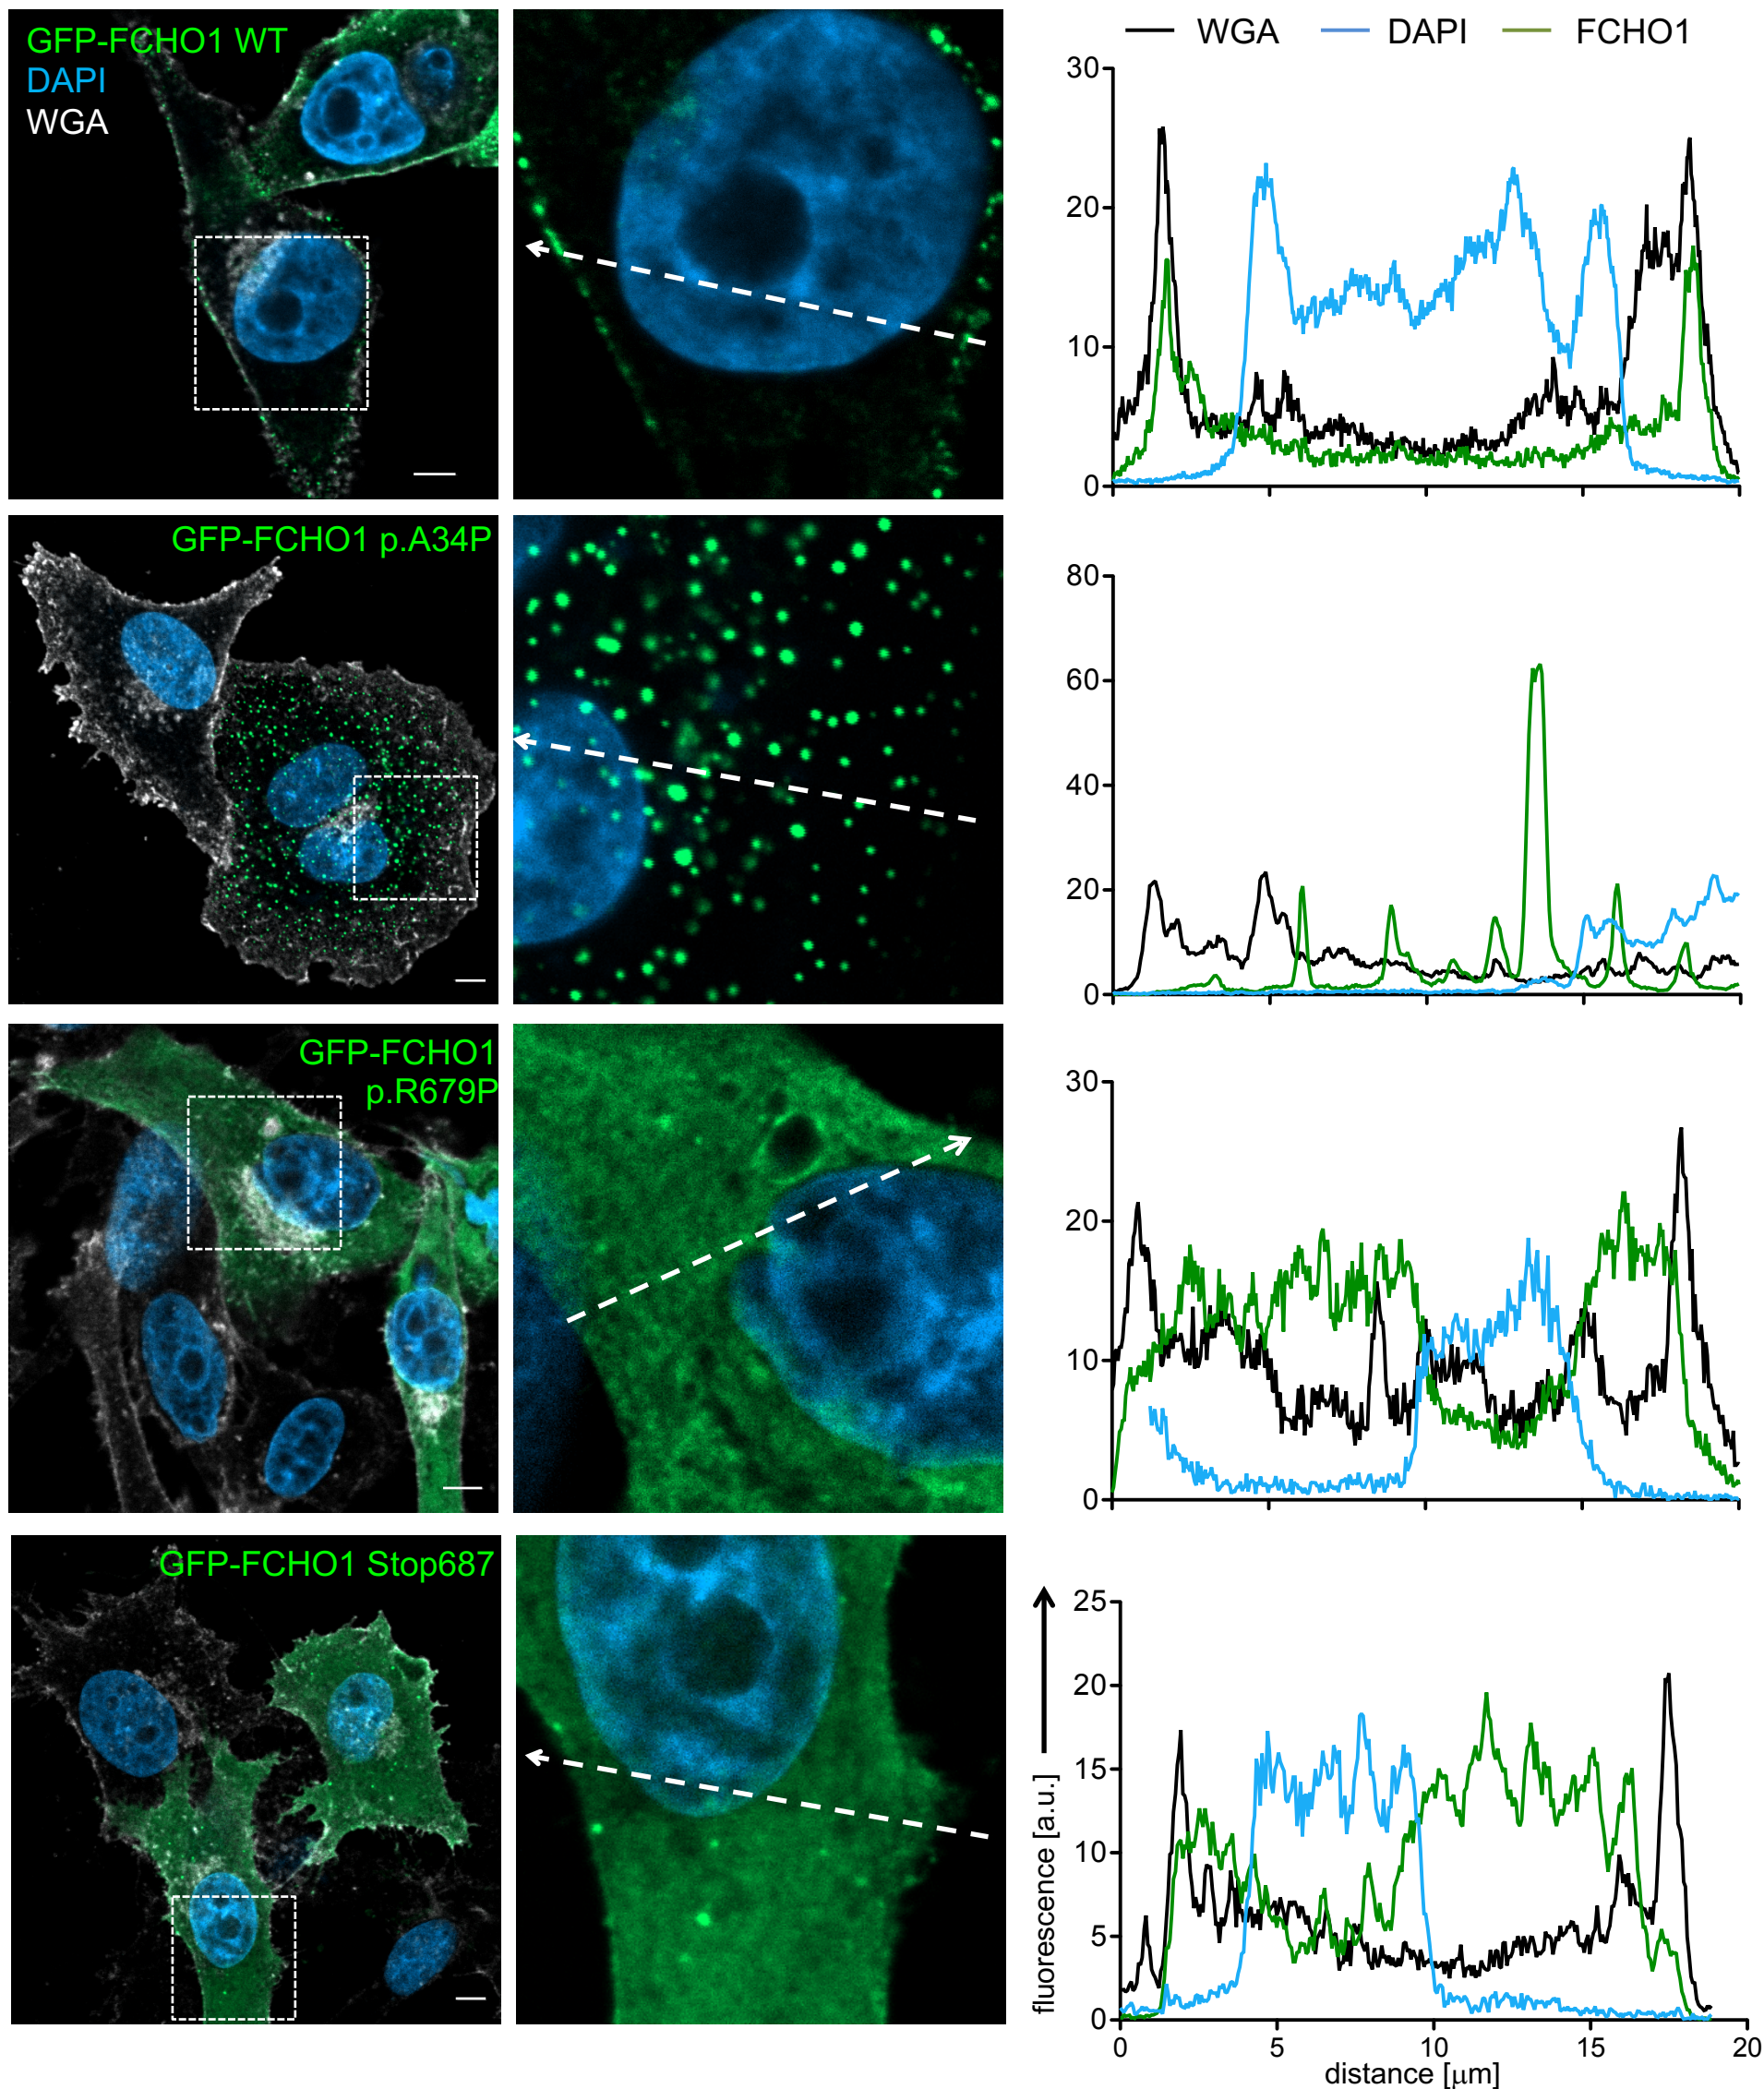 GFP-FCHO1 WT
DAPI
WGA
WGA DAPI FCHO1
30
20
10
0
GFP-FCHO1 p.A34P
80
60
40
20
0
GFP-FCHO1
p.R679P
30
20
10
0
GFP-FCHO1 Stop687
fluorescence [a.u.]
25
20
15
10
5
0
0 5 10 15 20
distance [μm]